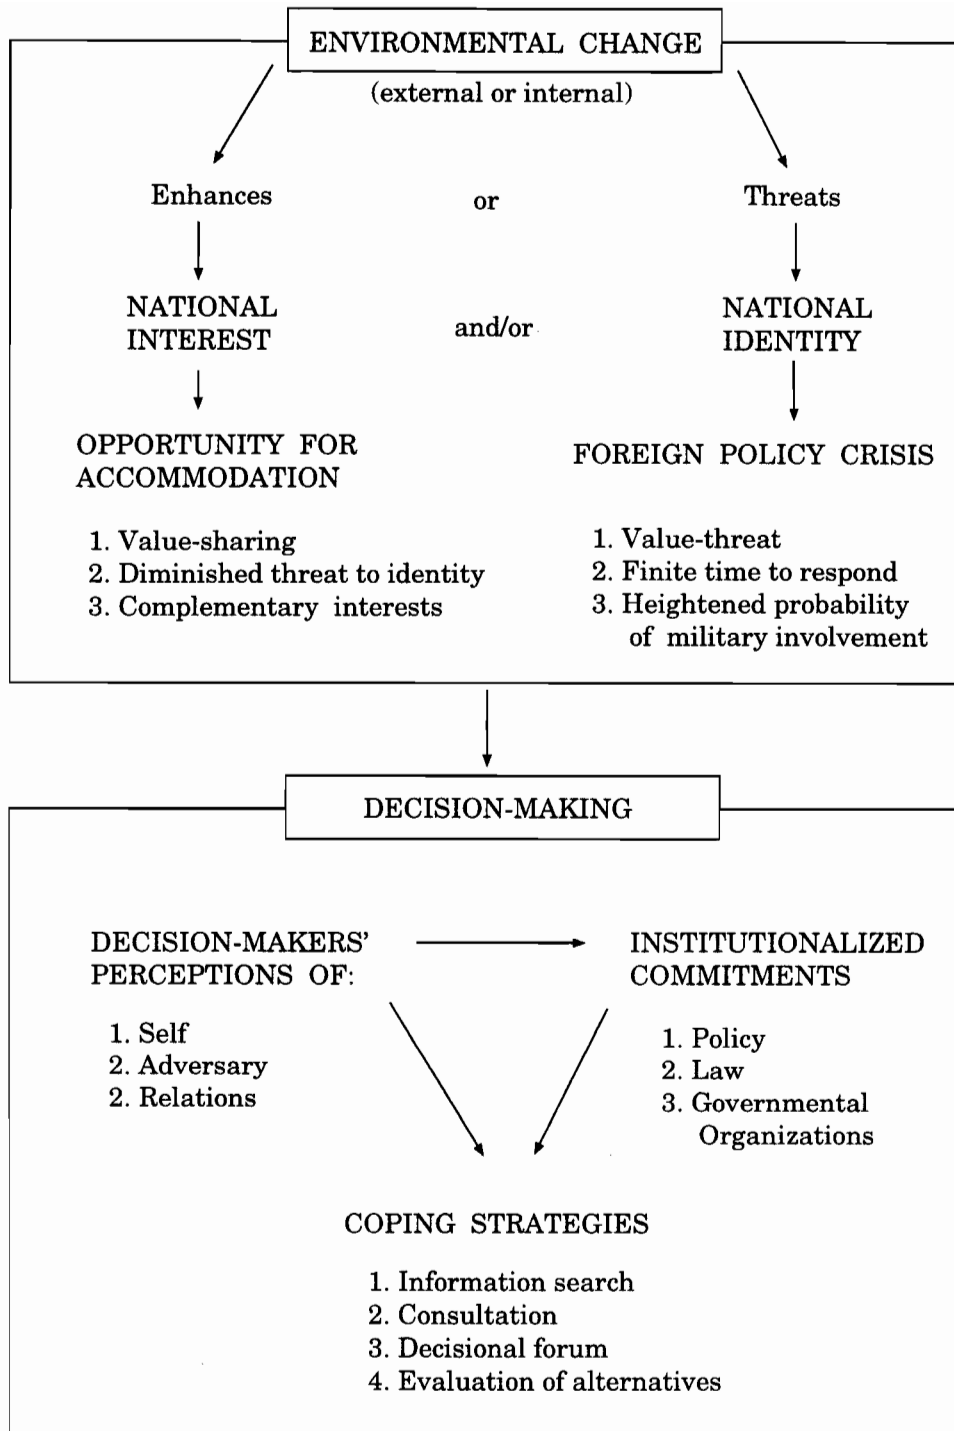 ENVIRONMENTAL CHANGE
(external or internal)
Enhances
or
Threats
NATIONAL
INTEREST
and/or
NATIONAL
IDENTITY
OPPORTUNITY FOR
ACCOMMODATION
1. Value-sharing
2. Diminished threat to identity
3. Complementary interests
FOREIGN POLICY CRISIS
1. Value-threat
2. Finite time to respond
3. Heightened probability
of military involvement
DECISION-MAKING
DECISION-MAKERS'
PERCEPTIONS OF:
1. Self
2. Adversary
2. Relations
INSTITUTIONALIZED
COMMITMENTS
1. Policy
2. Law
3. Governmental
Organizations
COPING STRATEGIES
1. Information search
2. Consultation
3. Decisional forum
4. Evaluation of alternatives